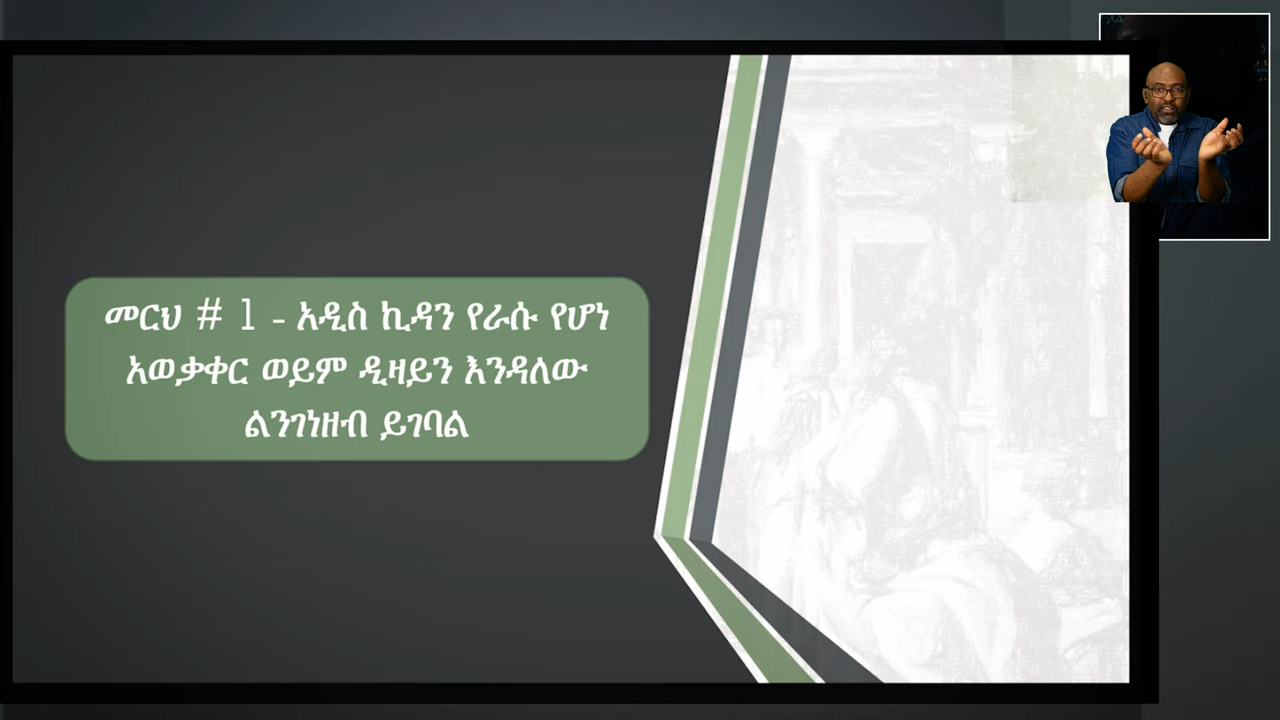 መርህ # 1 - አዲስ ኪዳን የራሱ የሆነ
አወቃቀር ወይም ዲዛይን እንዳለው
ልንገነዘብ ይገባል